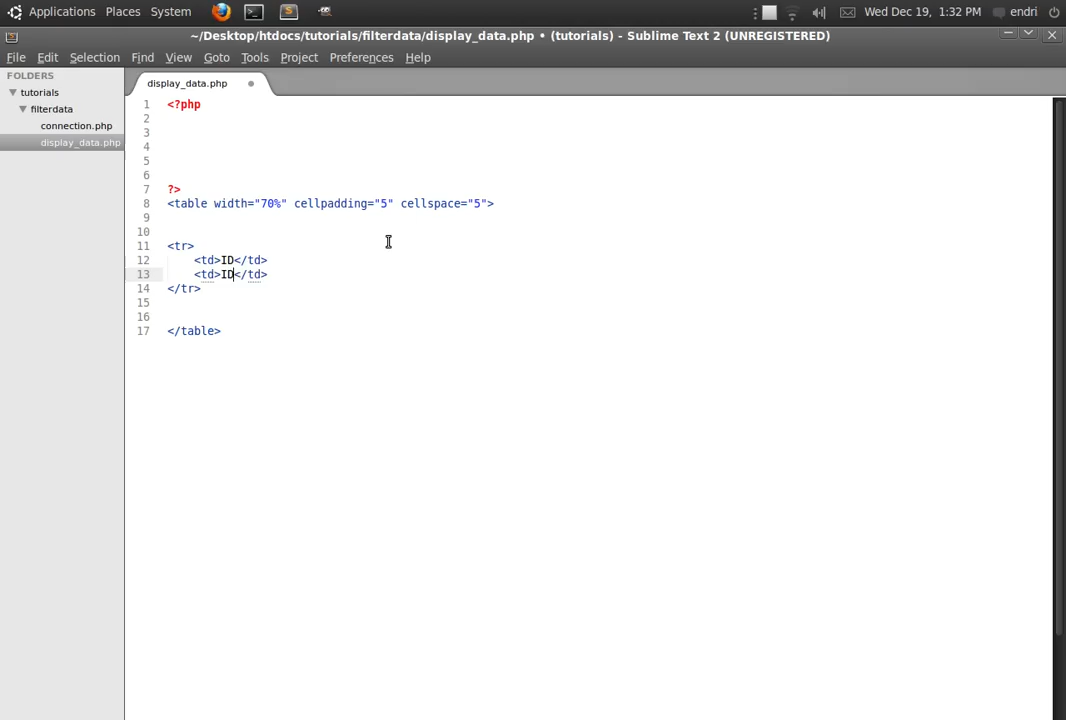 Applications Places System Wed Dec 19, 1:32 PM endri
~/Desktop/htdocs/tutorials/filterdata/display_data.php • (tutorials) - Sublime Text 2 (UNREGISTERED)
File Edit Selection Find View Goto Tools Project Preferences Help
FOLDERS
tutorials
filterdata
connection.php
display_data.php
display_data.php
1 <?php
2
3
4
5
6
7 ?>
8 <table width="70%" cellpadding="5" cellspace="5">
9
10
11 <tr>
12 <td>ID</td>
13 <td>ID</td>
14 </tr>
15
16
17 </table>